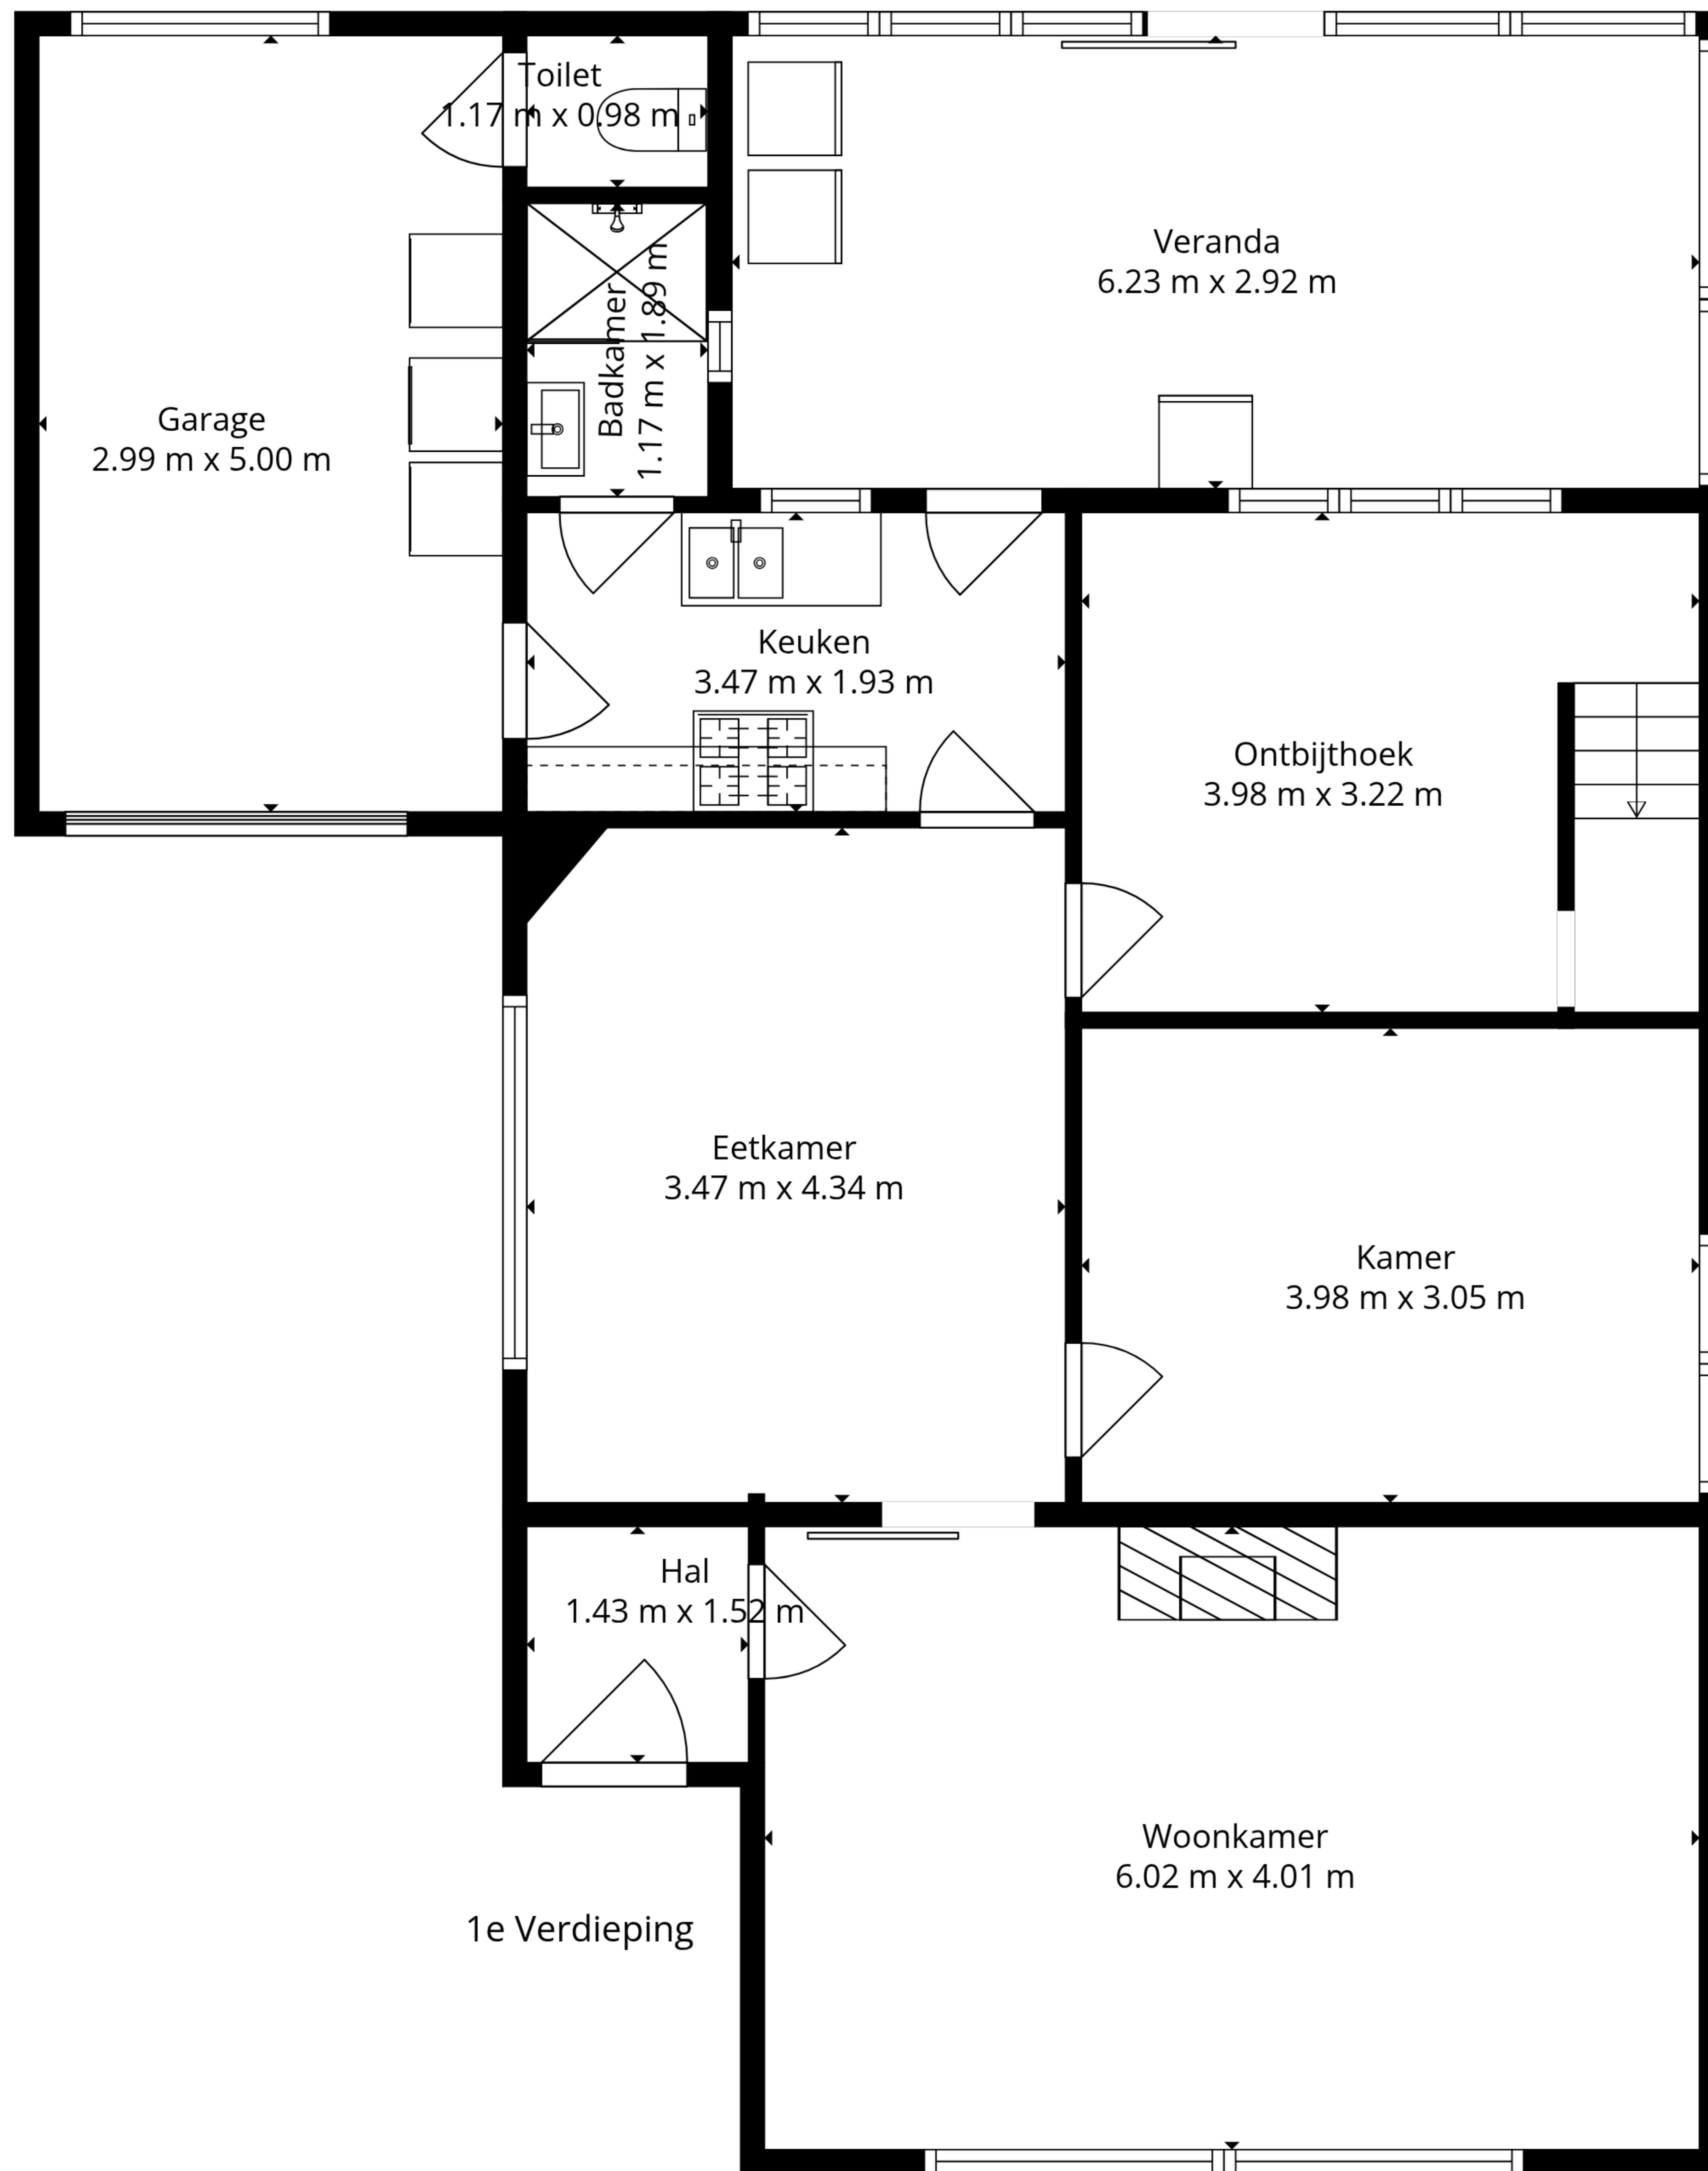 Toilet
1.17 m x 0.98 m
Veranda
6.23 m x 2.92 m
Badkamer
1.17 m x 1.89 m
Garage
2.99 m x 5.00 m
Keuken
3.47 m x 1.93 m
Ontbijthoek
3.98 m x 3.22 m
Eetkamer
3.47 m x 4.34 m
Kamer
3.98 m x 3.05 m
Hal
1.43 m x 1.52 m
Woonkamer
6.02 m x 4.01 m
1e Verdieping